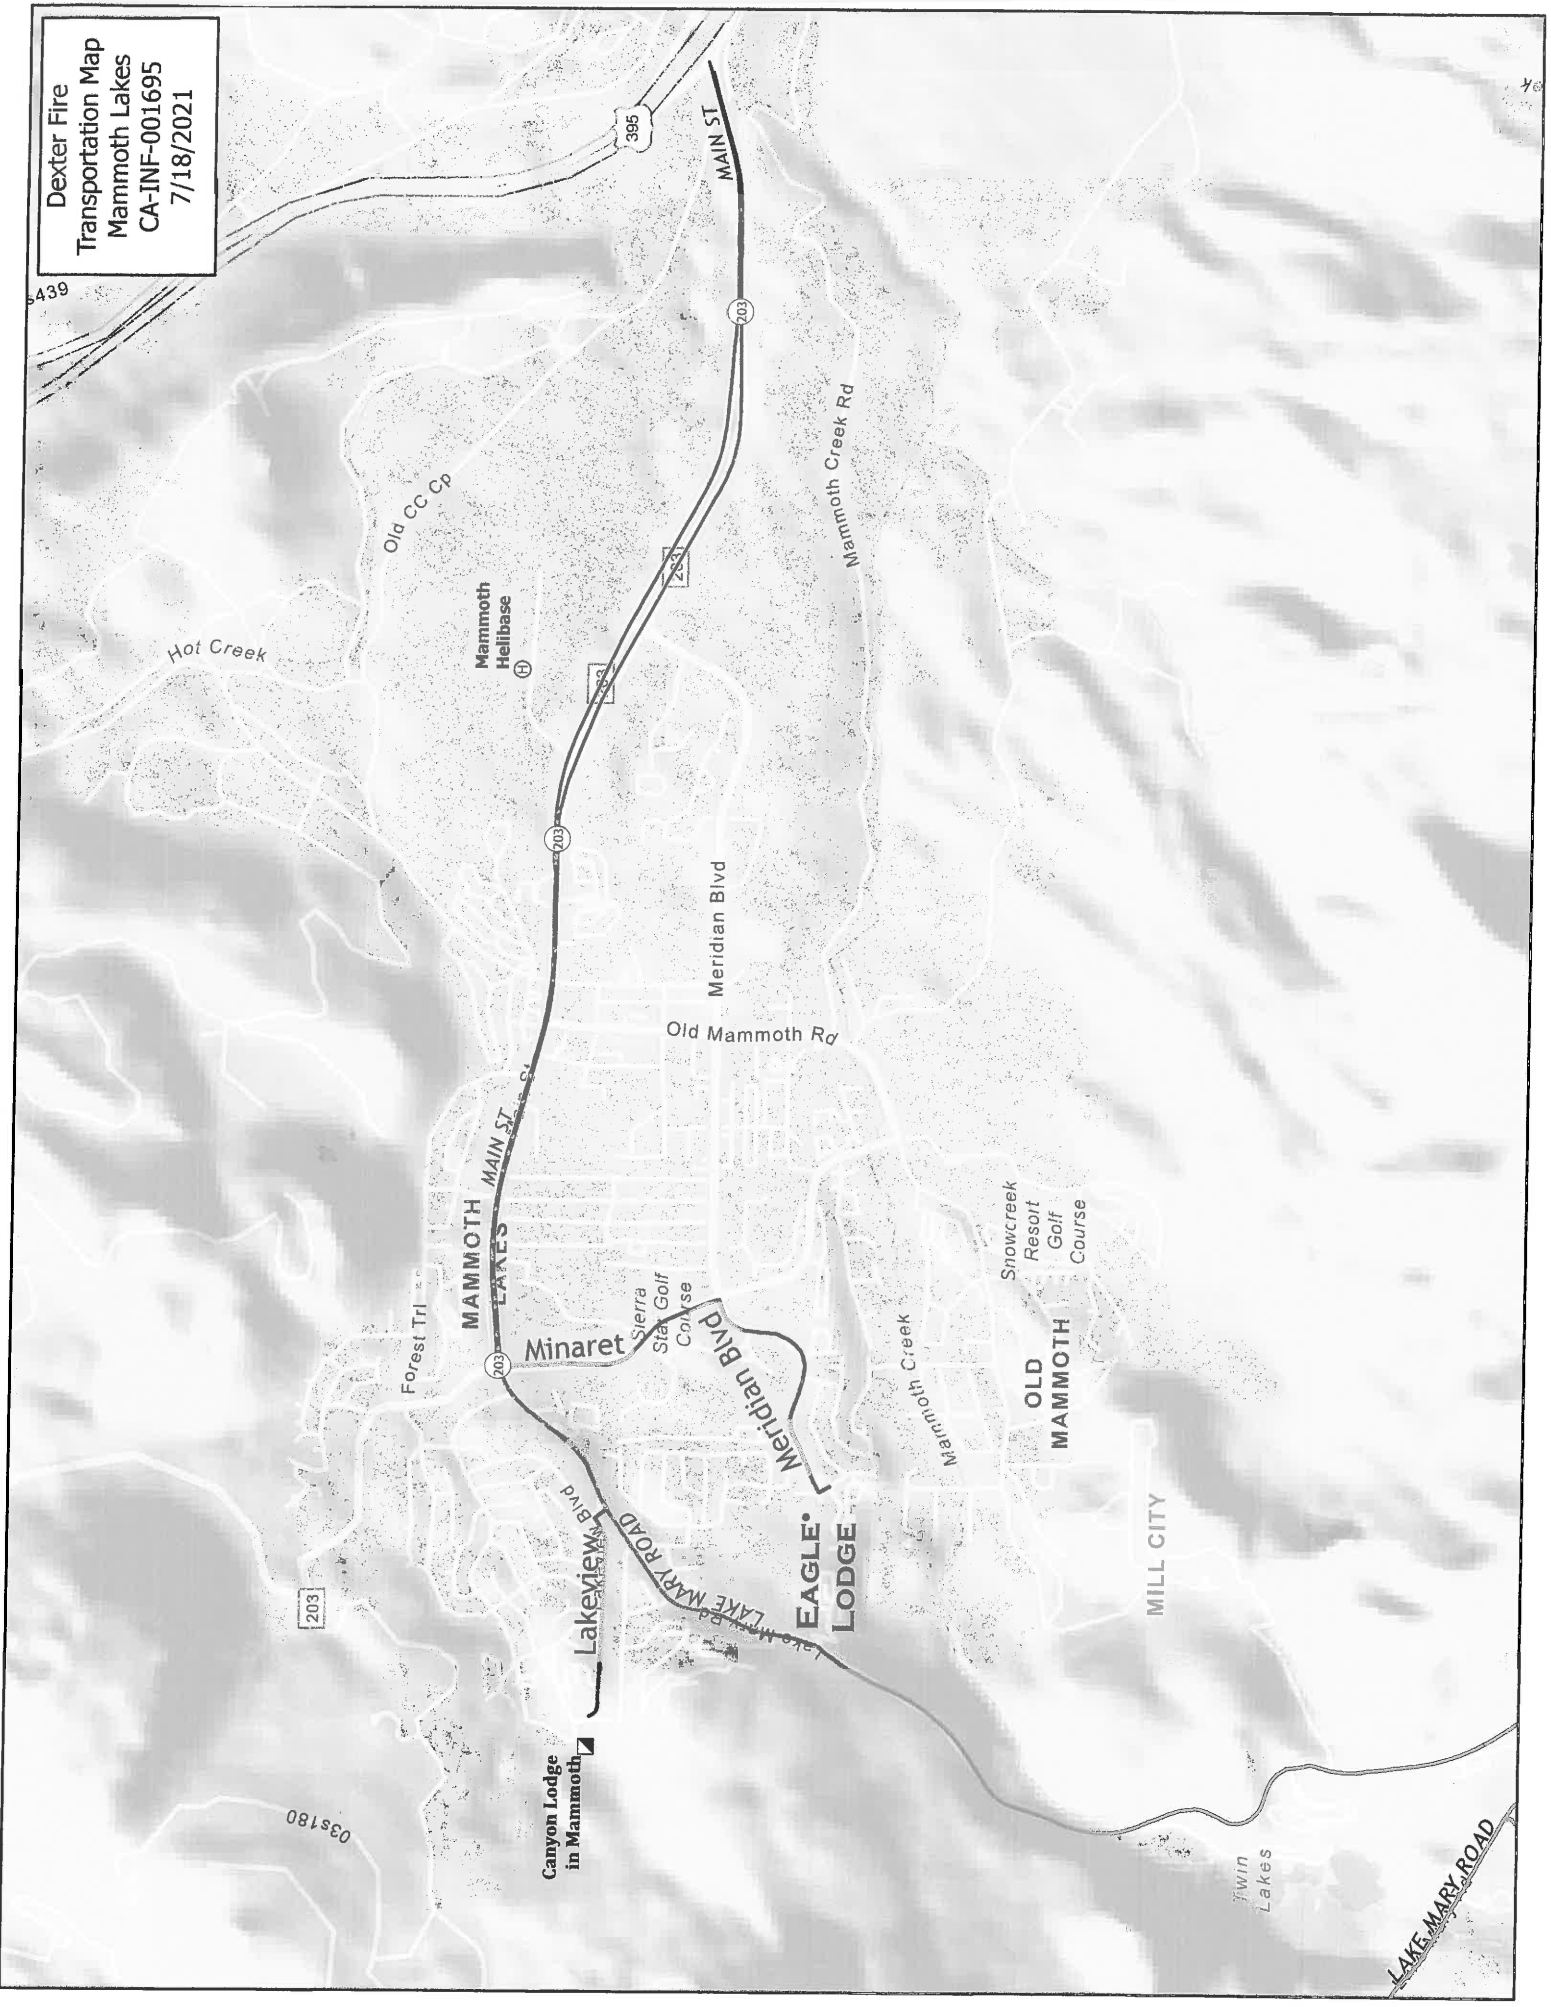 Dexter Fire
Transportation Map
Mammoth Lakes
CA-INF-001695
7/18/2021
s439
395
MAIN ST
203
Old CC Cp
Mammoth Creek Rd
203
Hot Creek
Mammoth
Helibase
H
203
203
Meridian Blvd
Old Mammoth Rd
MAIN ST
MAMMOTH
LAKES
Forest Trl
203
Minaret
Sierra
Star Golf
Course
Meridian Blvd
Snowcreek
Resort
Golf
Course
Mammoth Creek
OLD
MAMMOTH
203
Lakeview Blvd
LAKE MARY ROAD
Lake Mary Rd
EAGLE
LODGE
MILL CITY
Canyon Lodge
in Mammoth
03s180
Twin
Lakes
LAKE MARY ROAD